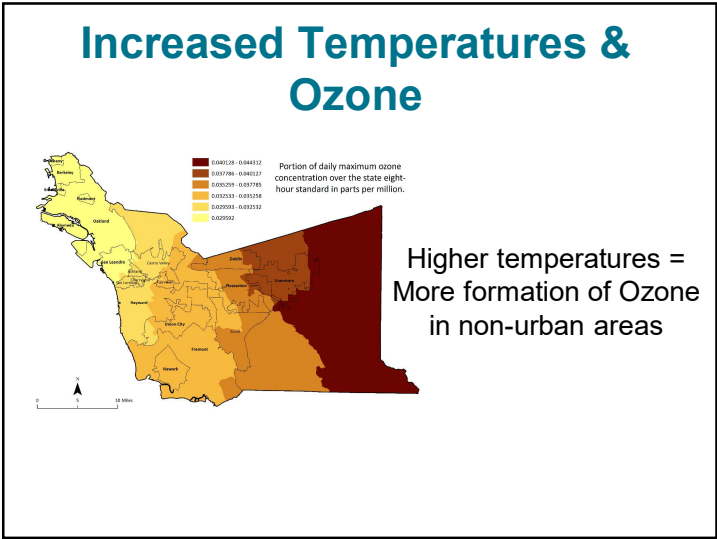 Increased Temperatures &
Ozone
0.040128 - 0.044312
0.037786 - 0.040127
0.035259 - 0.037785
0.032533 - 0.035258
0.029593 - 0.032532
0.029592
Portion of daily maximum ozone
concentration over the state eight-
hour standard in parts per million.
Berkeley
Piedmont
Oakland
San Leandro
Castro Valley
Hayward
Union City
Fremont
Newark
Dublin
Pleasanton
Livermore
Higher temperatures =
More formation of Ozone
in non-urban areas
N
0 5 10 Miles